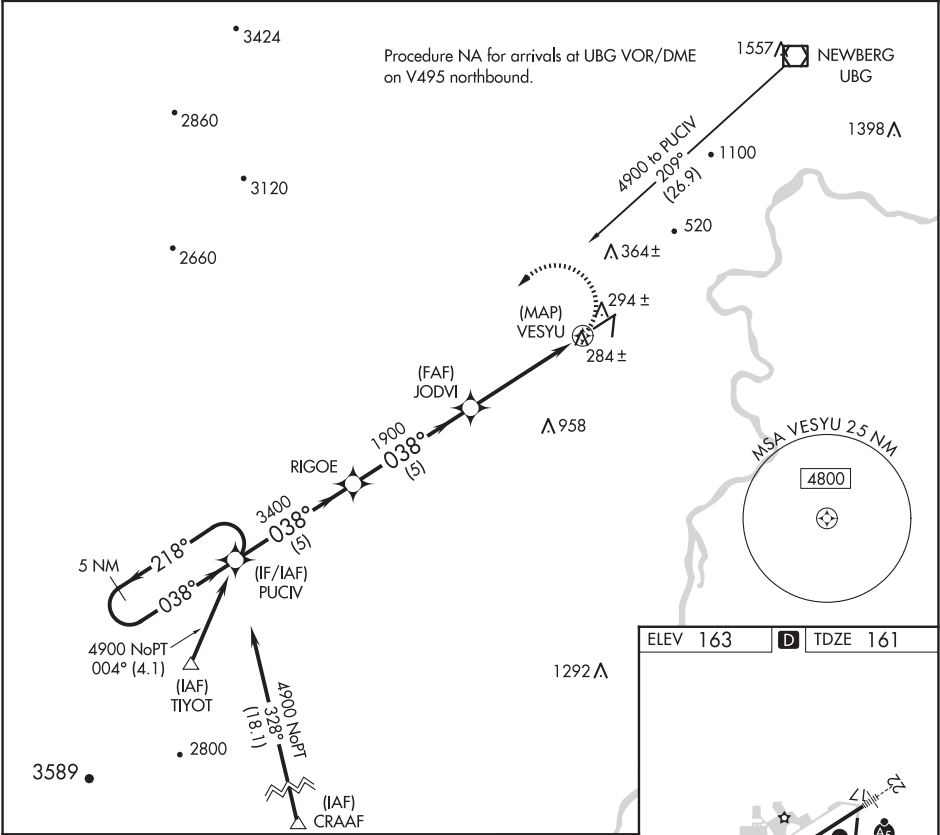 3424
Procedure NA for arrivals at UBG VOR/DME
on V495 northbound.
1557
NEWBERG
UBG
2860
1398
4900 to PUCIV
209°
(26.9)
1100
3120
520
2660
364±
(MAP)
VESYU
294 ±
284 ±
(FAF)
JODVI
1900
038°
(5)
958
RIGOE
MSA VESYU 25 NM
4800
3400
038°
(5)
5 NM
218°
038°
(IF/IAF)
PUCIV
4900 NoPT
004° (4.1)
(IAF)
TIYOT
4900 NoPT
328°
(18.1)
1292
ELEV 163 D TDZE 161
2800
3589
(IAF)
CRAAF
22
17
A5